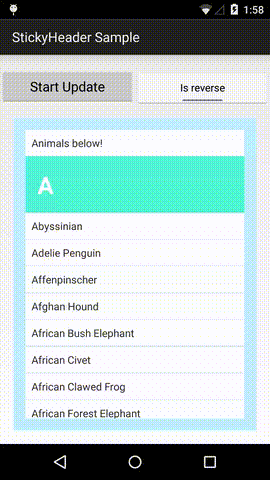 1:58
StickyHeader Sample
Start Update
Is reverse
Animals below!
A
Abyssinian
Adelie Penguin
Affenpinscher
Afghan Hound
African Bush Elephant
African Civet
African Clawed Frog
African Forest Elephant